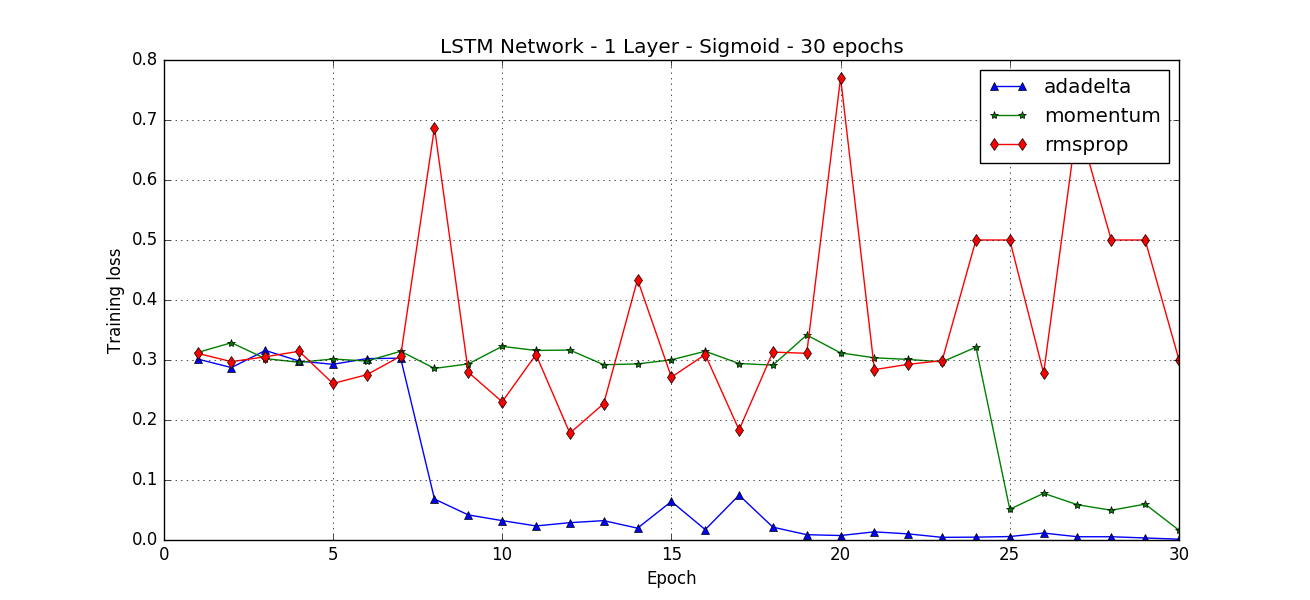 LSTM Network - 1 Layer - Sigmoid - 30 epochs
adadelta
momentum
rmsprop
Training loss
0.8
0.7
0.6
0.5
0.4
0.3
0.2
0.1
0.0
0 5 10 15 20 25 30
Epoch